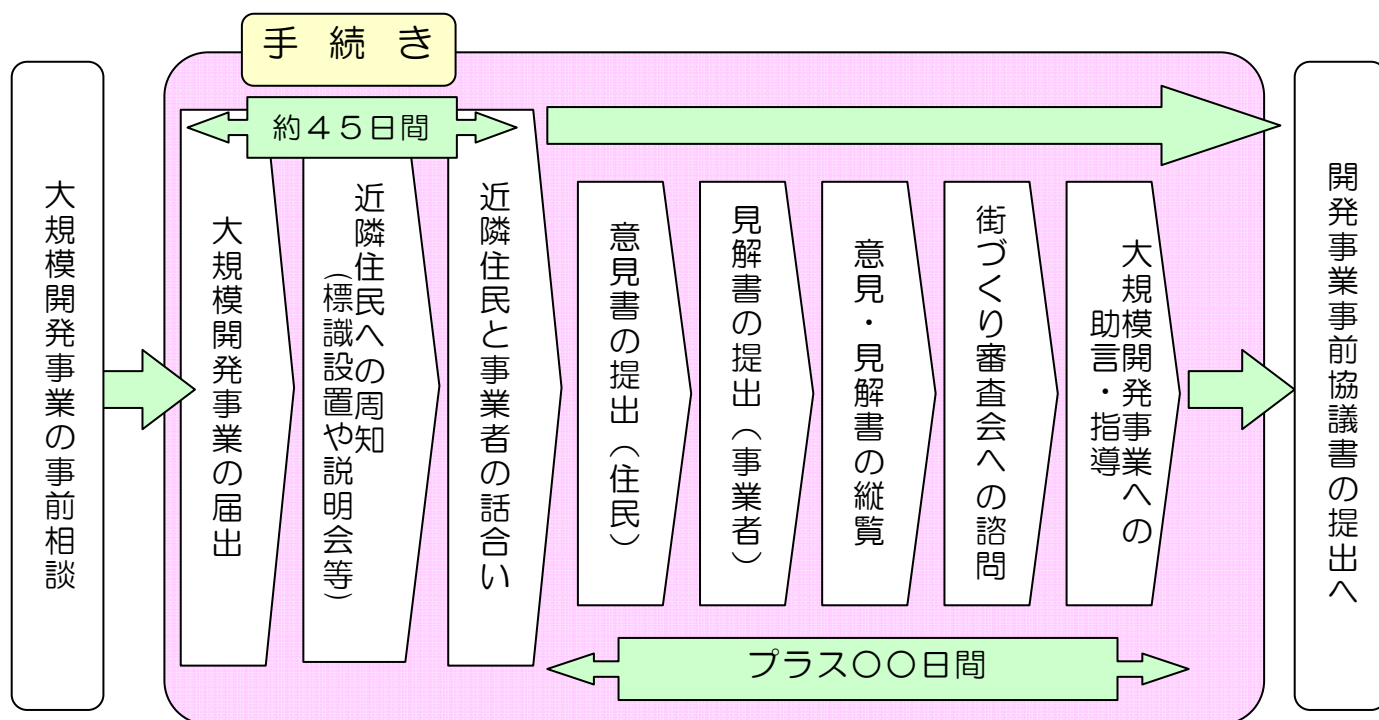 手続き
約45日間
大規模開発事業の事前相談
大規模開発事業の届出
近隣住民への周知
(標識設置や説明会等)
近隣住民と事業者の話合い
意見書の提出(住民)
見解書の提出(事業者)
意見・見解書の縦覧
街づくり審査会への諮問
大規模開発事業への
助言・指導
開発事業事前協議書の提出へ
プラス〇〇日間